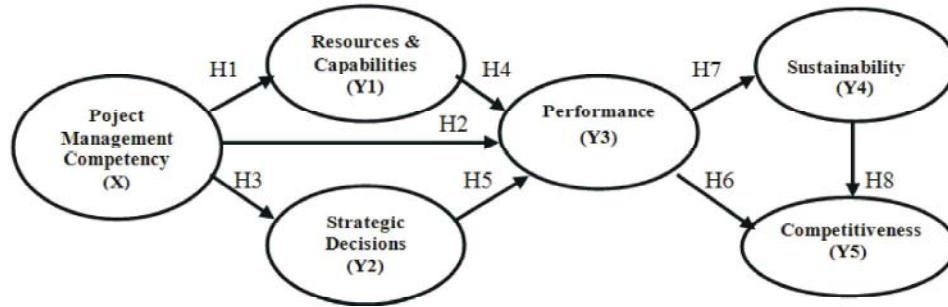 Resources &
Capabilities
(Y1)
H1
H4
H7
Sustainability
(Y4)
Poject
Management
Competency
(X)
H2
Performance
(Y3)
H3
H5
H6
H8
Strategic
Decisions
(Y2)
Competitiveness
(Y5)